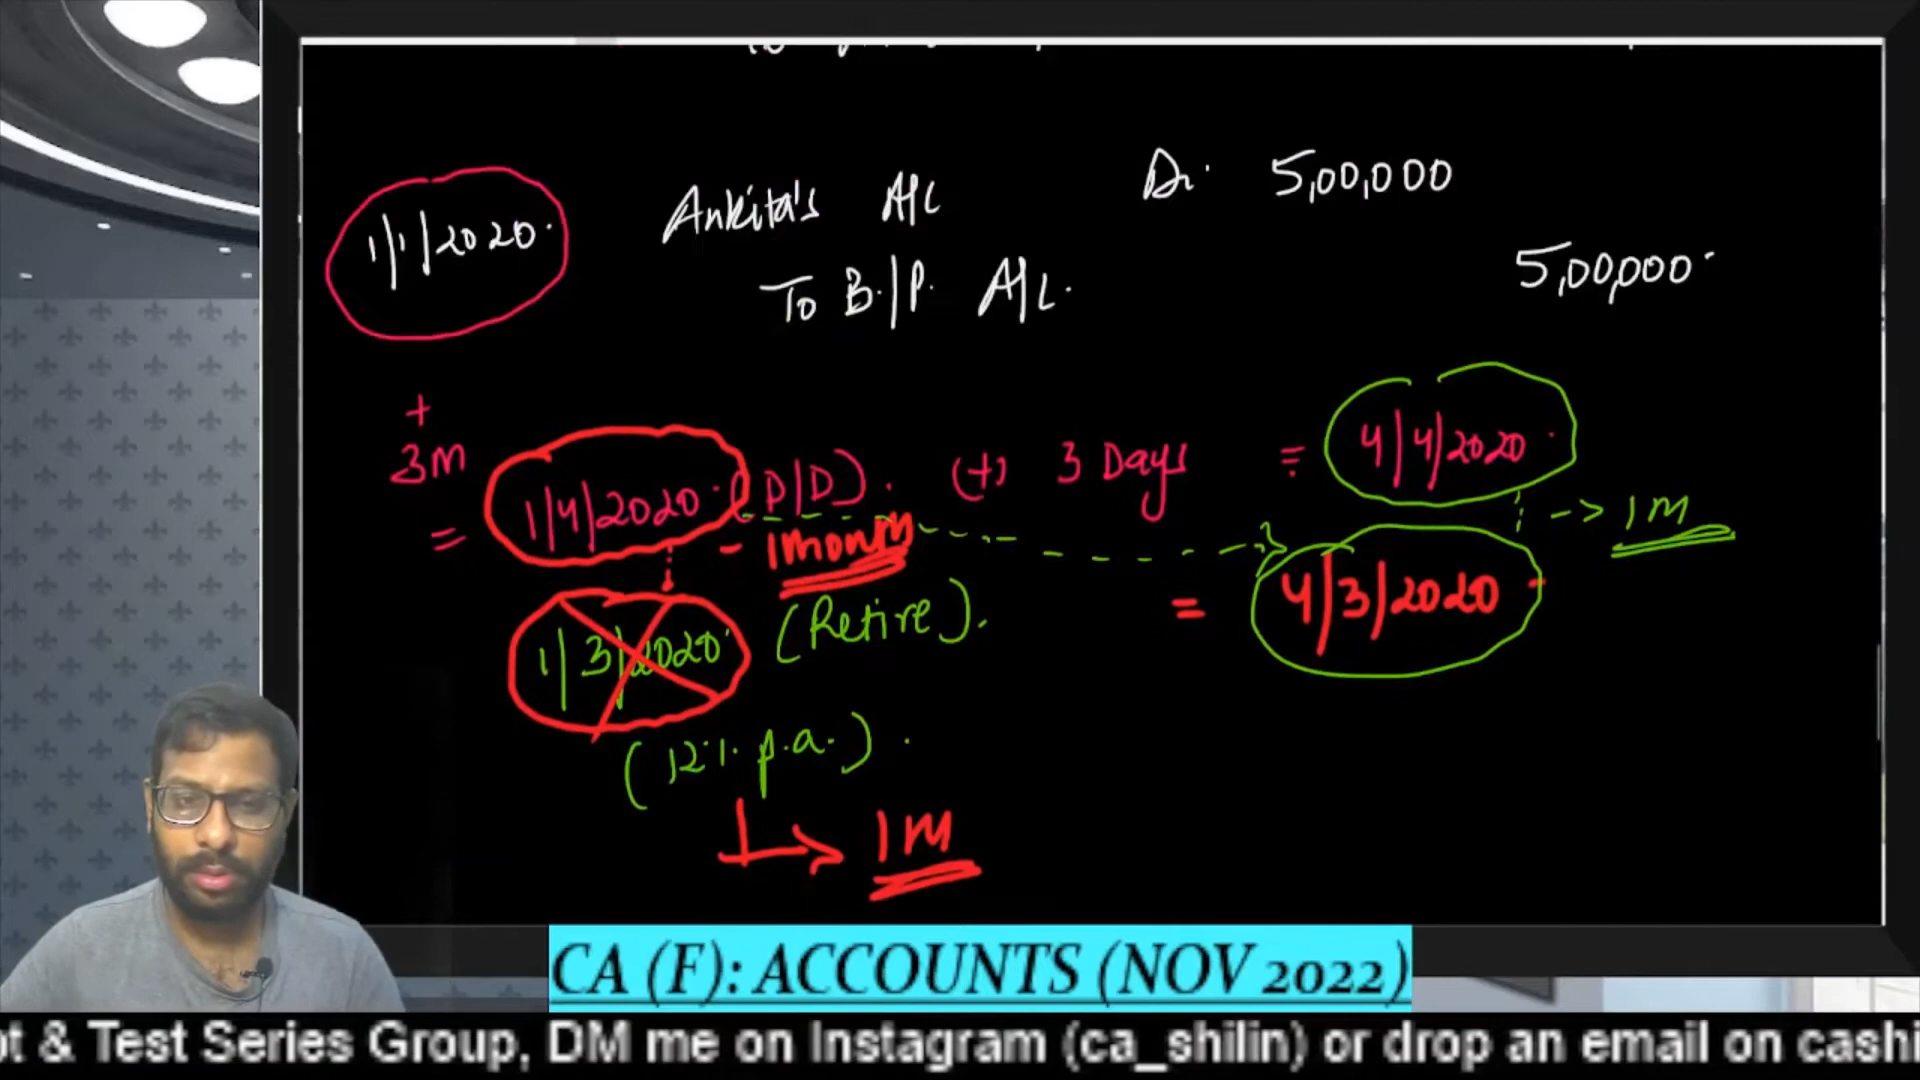 1/1/2020. Ankita's A/c Dr. 5,00,000
To B/P. A/c. 5,00,000.
+
3M
= 1/4/2020. (D/D). (+) 3 Days = 4/4/2020.
- 1 month --> 1M
1/3/2020 (Retire). = 4/3/2020
(12% p.a.).
→ 1M
CA (F): ACCOUNTS (NOV 2022)
& Test Series Group, DM me on Instagram (ca_shilin) or drop an email on cashi